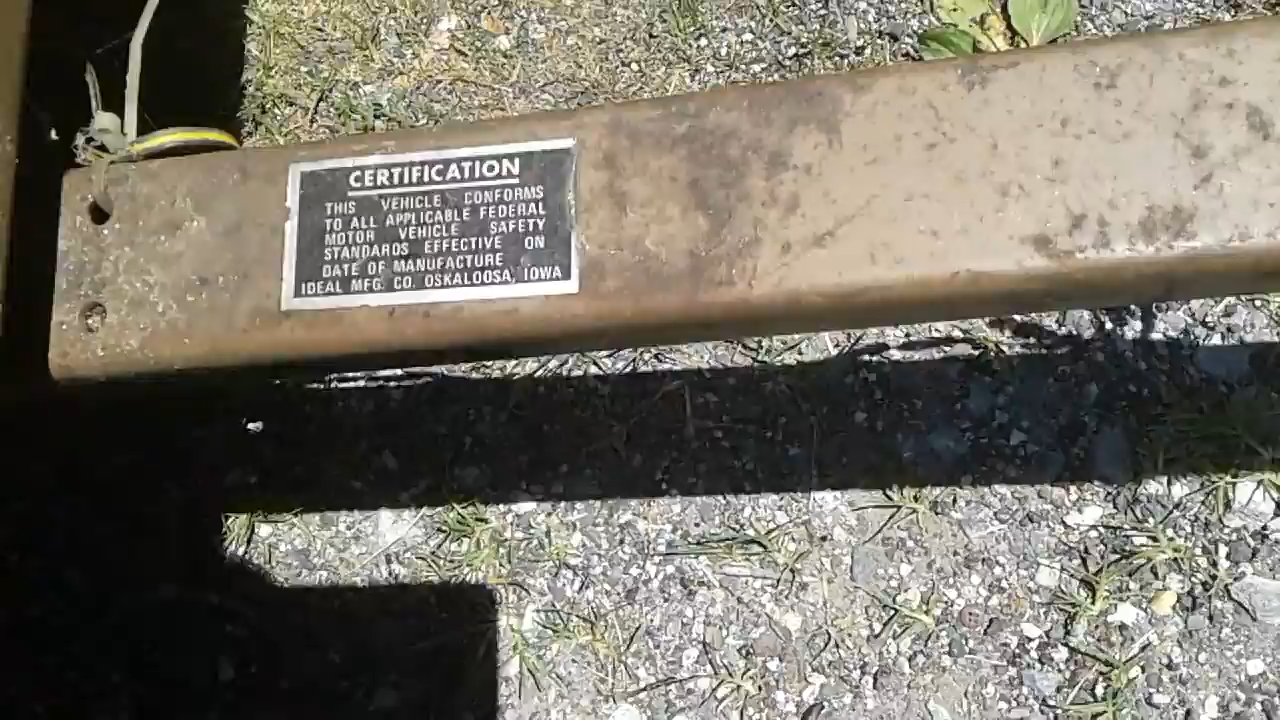 CERTIFICATION
THIS VEHICLE CONFORMS
TO ALL APPLICABLE FEDERAL
MOTOR VEHICLE SAFETY
STANDARDS EFFECTIVE ON
DATE OF MANUFACTURE
IDEAL MFG. CO. OSKALOOSA, IOWA